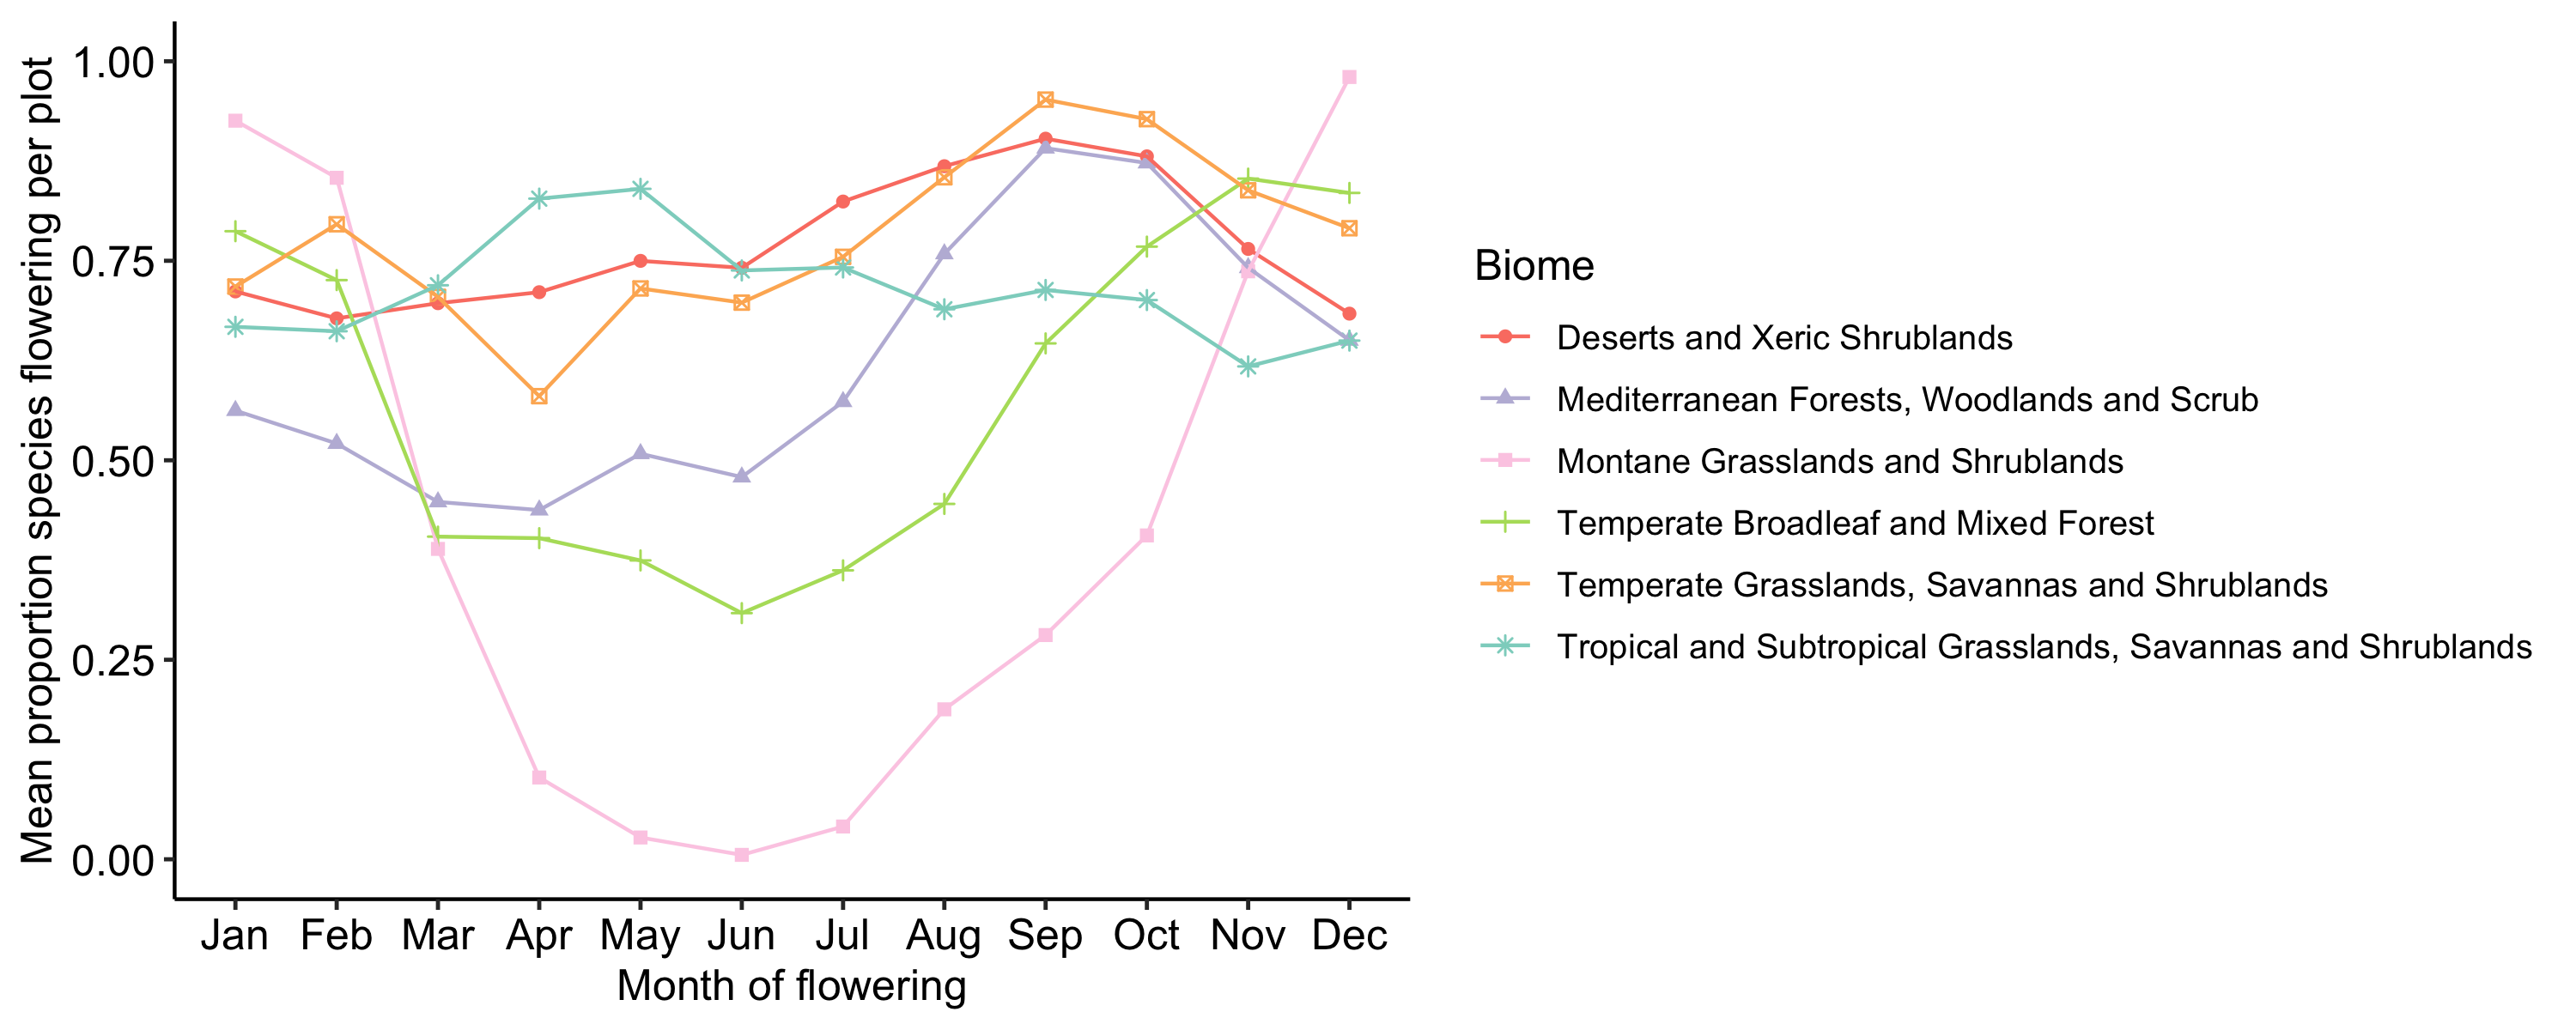 Mean proportion species flowering per plot
1.00
0.75
0.50
0.25
0.00
Jan Feb Mar Apr May Jun Jul Aug Sep Oct Nov Dec
Month of flowering
Biome
Deserts and Xeric Shrublands
Mediterranean Forests, Woodlands and Scrub
Montane Grasslands and Shrublands
Temperate Broadleaf and Mixed Forest
Temperate Grasslands, Savannas and Shrublands
Tropical and Subtropical Grasslands, Savannas and Shrublands